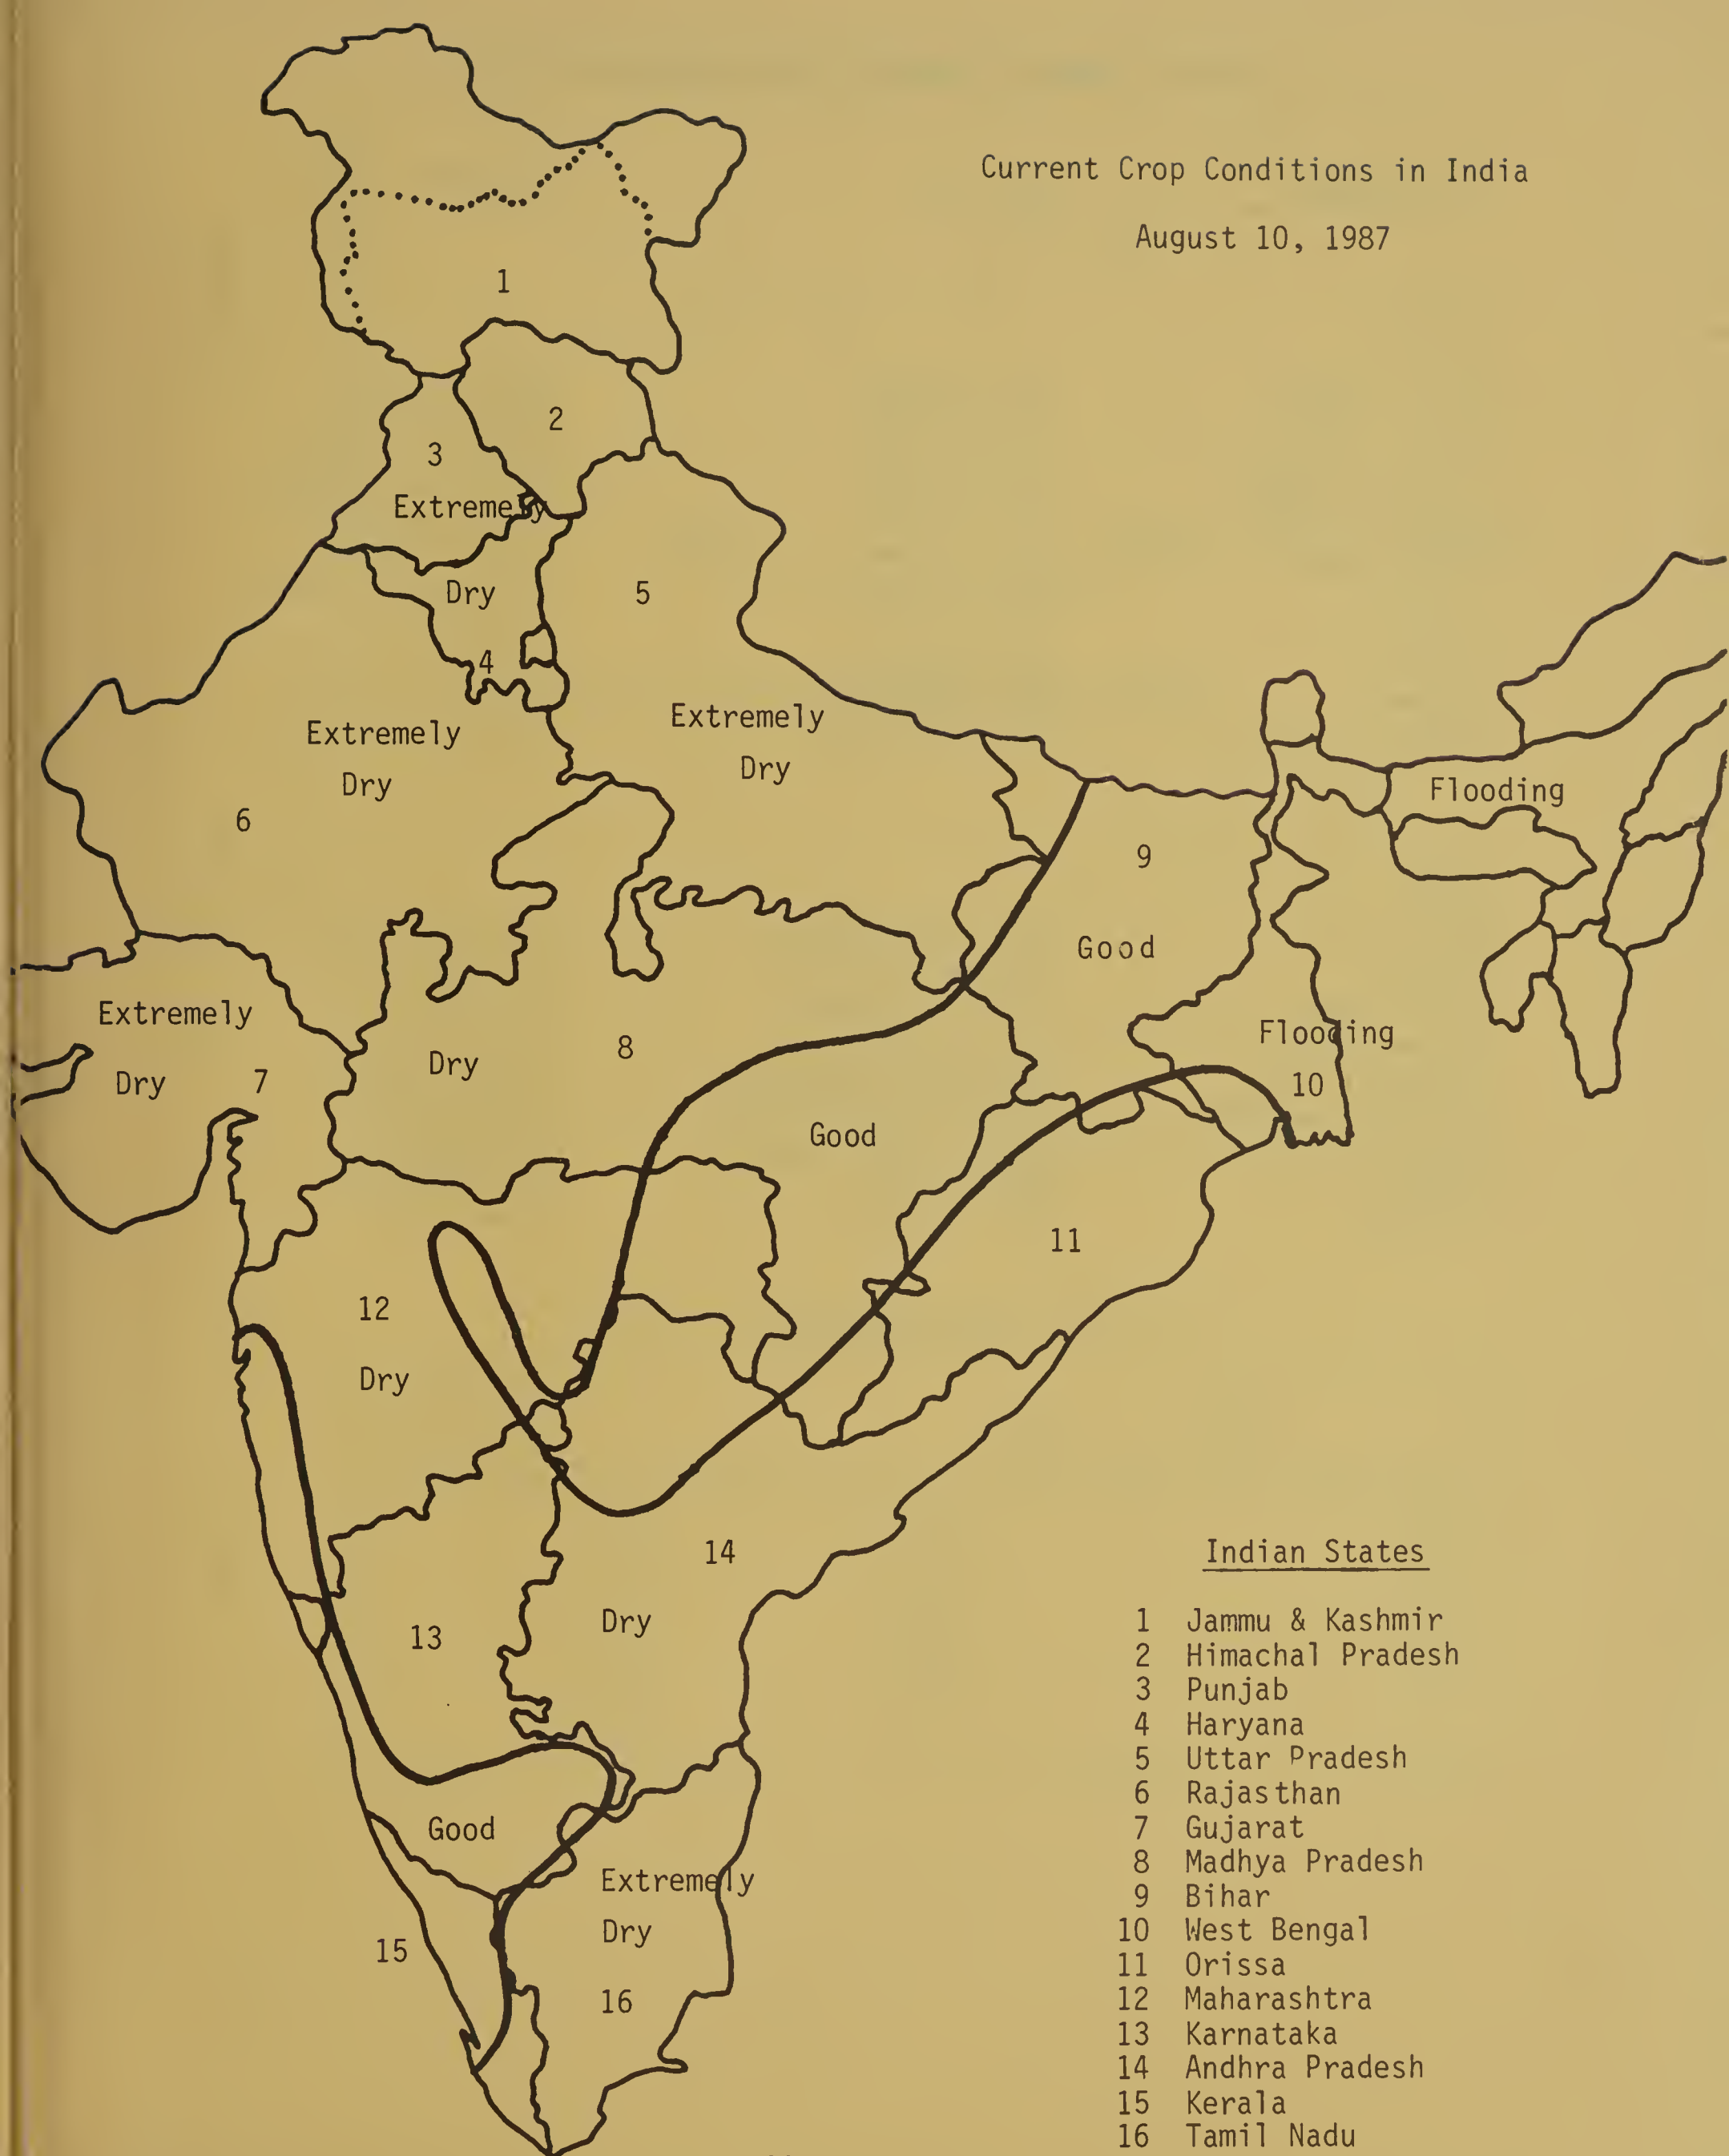 Current Crop Conditions in India
August 10, 1987
1
2
3
Extremely
Dry
4
5
Extremely
Dry
Extremely
Dry
6
Flooding
9
Good
Extremely
Dry
7
Dry
8
Good
Flooding
10
11
12
Dry
14
Dry
13
Good
Extremely
Dry
15
16
Indian States
1 Jammu & Kashmir
2 Himachal Pradesh
3 Punjab
4 Haryana
5 Uttar Pradesh
6 Rajasthan
7 Gujarat
8 Madhya Pradesh
9 Bihar
10 West Bengal
11 Orissa
12 Maharashtra
13 Karnataka
14 Andhra Pradesh
15 Kerala
16 Tamil Nadu